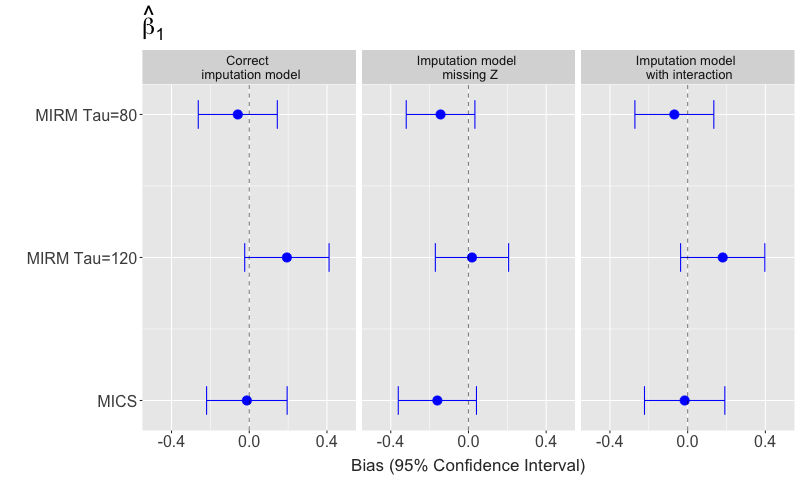 β̂₁
Correct
imputation model
Imputation model
missing Z
Imputation model
with interaction
MIRM Tau=80
MIRM Tau=120
MICS
-0.4 0.0 0.4 -0.4 0.0 0.4 -0.4 0.0 0.4
Bias (95% Confidence Interval)